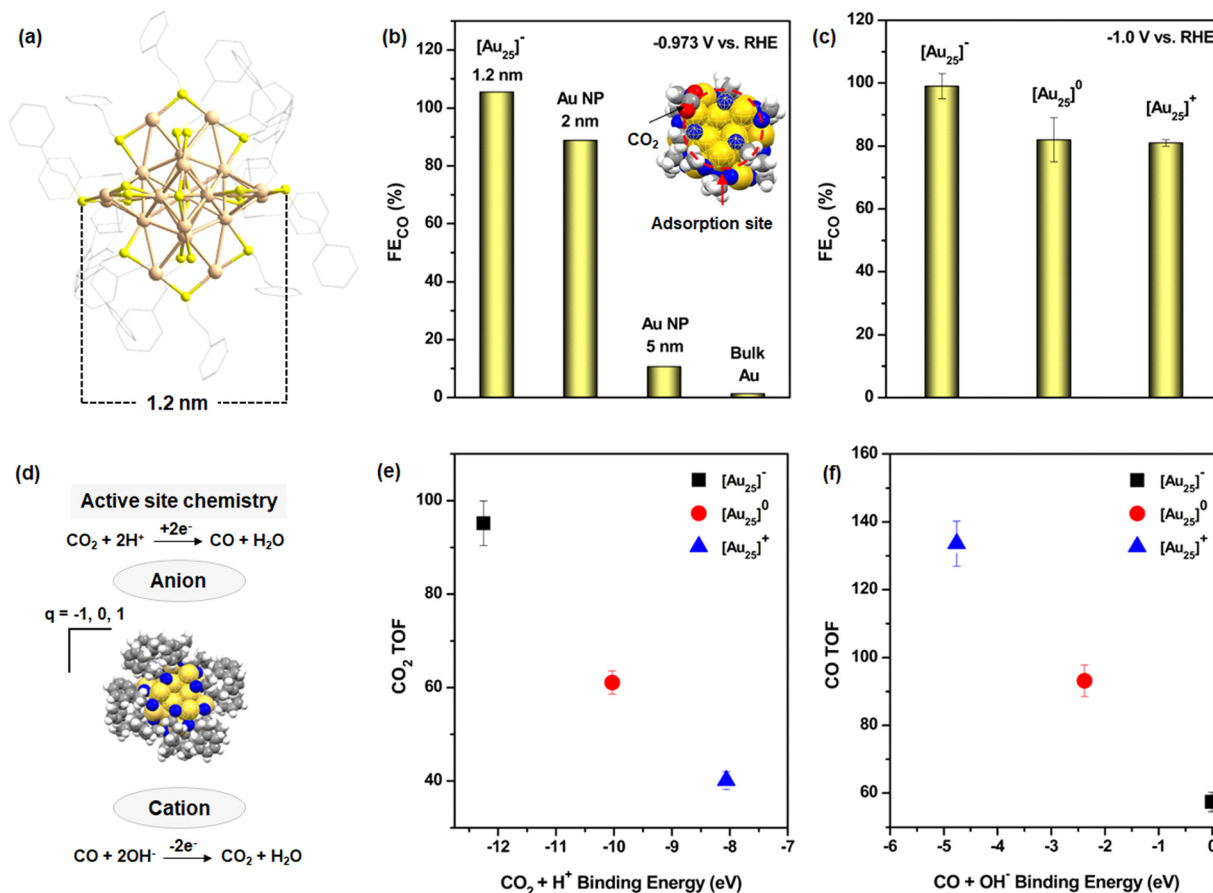 (a)
1.2 nm
(b)
-0.973 V vs. RHE
FE_CO (%)
120
100
80
60
40
20
0
[Au₂₅]⁻
1.2 nm
Au NP
2 nm
Au NP
5 nm
Bulk
Au
CO₂
Adsorption site
(c)
-1.0 V vs. RHE
FE_CO (%)
120
100
80
60
40
20
0
[Au₂₅]⁻
[Au₂₅]⁰
[Au₂₅]⁺
(d)
Active site chemistry
CO₂ + 2H⁺ +2e⁻ → CO + H₂O
Anion
q = -1, 0, 1
Cation
CO + 2OH⁻ -2e⁻ → CO₂ + H₂O
(e)
CO₂ TOF
100
80
60
40
[Au₂₅]⁻
[Au₂₅]⁰
[Au₂₅]⁺
-12 -11 -10 -9 -8 -7
CO₂ + H⁺ Binding Energy (eV)
(f)
CO TOF
160
140
120
100
80
60
[Au₂₅]⁻
[Au₂₅]⁰
[Au₂₅]⁺
-6 -5 -4 -3 -2 -1 0
CO + OH⁻ Binding Energy (eV)